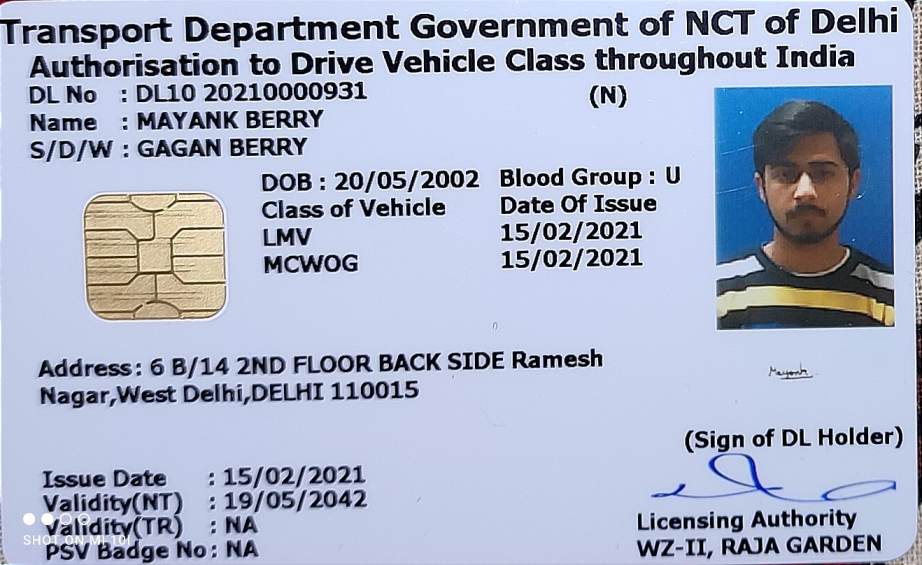 Transport Department Government of NCT of Delhi
Authorisation to Drive Vehicle Class throughout India
DL No : DL10 20210000931 (N)
Name : MAYANK BERRY
S/D/W : GAGAN BERRY
DOB : 20/05/2002 Blood Group : U
Class of Vehicle Date Of Issue
LMV 15/02/2021
MCWOG 15/02/2021
Address: 6 B/14 2ND FLOOR BACK SIDE Ramesh
Nagar,West Delhi,DELHI 110015
Mayank
(Sign of DL Holder)
Issue Date : 15/02/2021
Validity(NT) : 19/05/2042
Validity(TR) : NA
PSV Badge No: NA
Licensing Authority
WZ-II, RAJA GARDEN
SHOT ON MI 10I